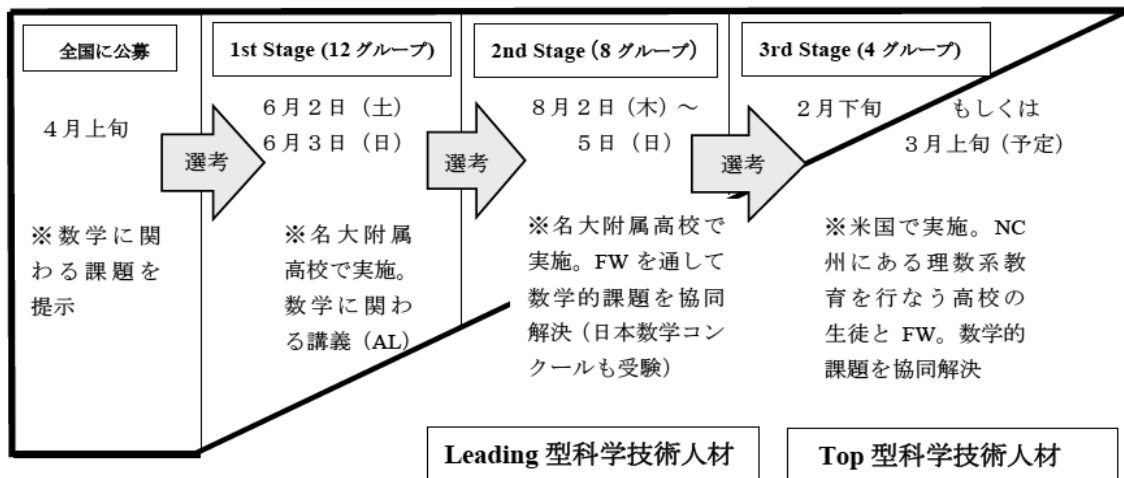 全国に公募
４月上旬
※数学に関
わる課題を
提示
選考
1st Stage (12 グループ)
６月２日（土）
６月３日（日）
※名大附属
高校で実施。
数学に関わ
る講義（AL）
選考
2nd Stage（8 グループ）
８月２日（木）～
５日（日）
※名大附属高校で
実施。FW を通して
数学的課題を協同
解決（日本数学コン
クールも受験）
選考
3rd Stage (4 グループ)
２月下旬　もしくは
３月上旬（予定）
※米国で実施。NC
州にある理数系教
育を行なう高校の
生徒と FW。数学的
課題を協同解決
Leading 型科学技術人材
Top 型科学技術人材